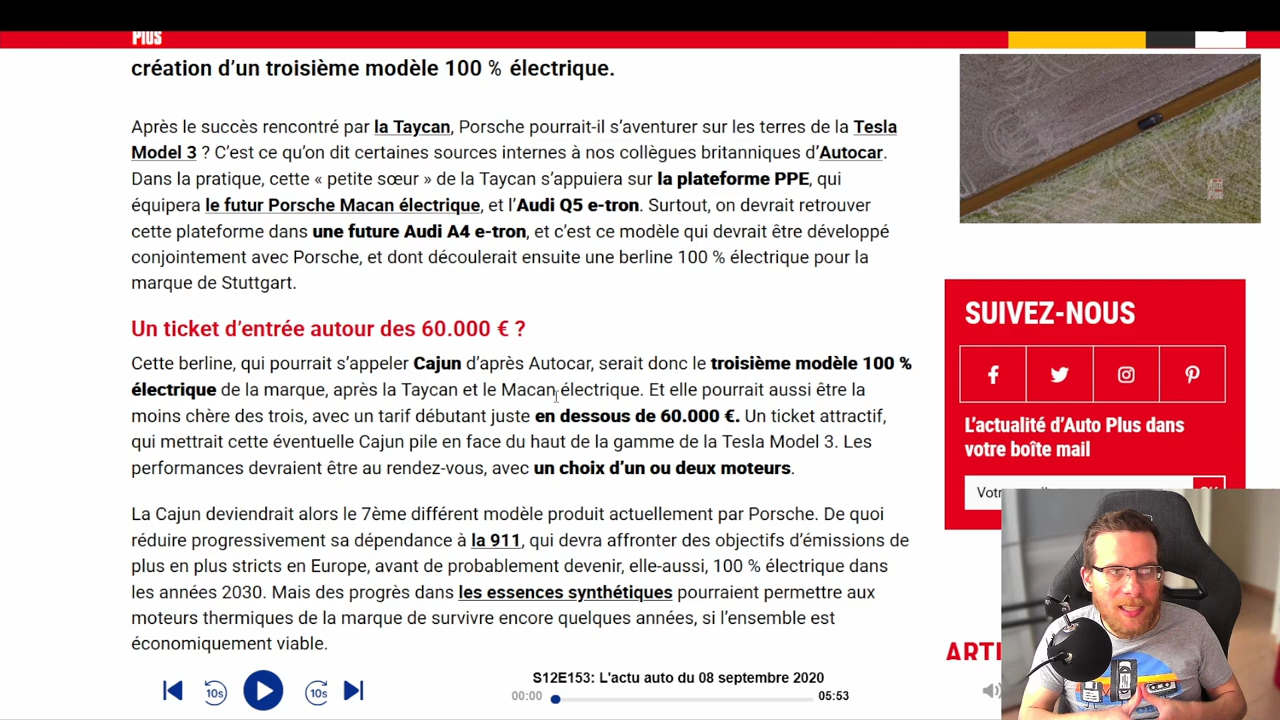 PLUS
création d’un troisième modèle 100 % électrique.
Après le succès rencontré par la Taycan, Porsche pourrait-il s’aventurer sur les terres de la Tesla
Model 3 ? C’est ce qu’on dit certaines sources internes à nos collègues britanniques d’Autocar.
Dans la pratique, cette « petite sœur » de la Taycan s’appuiera sur la plateforme PPE, qui
équipera le futur Porsche Macan électrique, et l’Audi Q5 e-tron. Surtout, on devrait retrouver
cette plateforme dans une future Audi A4 e-tron, et c’est ce modèle qui devrait être développé
conjointement avec Porsche, et dont découlerait ensuite une berline 100 % électrique pour la
marque de Stuttgart.
Un ticket d’entrée autour des 60.000 € ?
Cette berline, qui pourrait s’appeler Cajun d’après Autocar, serait donc le troisième modèle 100 %
électrique de la marque, après la Taycan et le Macan électrique. Et elle pourrait aussi être la
moins chère des trois, avec un tarif débutant juste en dessous de 60.000 €. Un ticket attractif,
qui mettrait cette éventuelle Cajun pile en face du haut de la gamme de la Tesla Model 3. Les
performances devraient être au rendez-vous, avec un choix d’un ou deux moteurs.
La Cajun deviendrait alors le 7ème différent modèle produit actuellement par Porsche. De quoi
réduire progressivement sa dépendance à la 911, qui devra affronter des objectifs d’émissions de
plus en plus stricts en Europe, avant de probablement devenir, elle-aussi, 100 % électrique dans
les années 2030. Mais des progrès dans les essences synthétiques pourraient permettre aux
moteurs thermiques de la marque de survivre encore quelques années, si l’ensemble est
économiquement viable.
SUIVEZ-NOUS
L’actualité d’Auto Plus dans
votre boîte mail
S12E153: L'actu auto du 08 septembre 2020
10s
10s
00:00
05:53